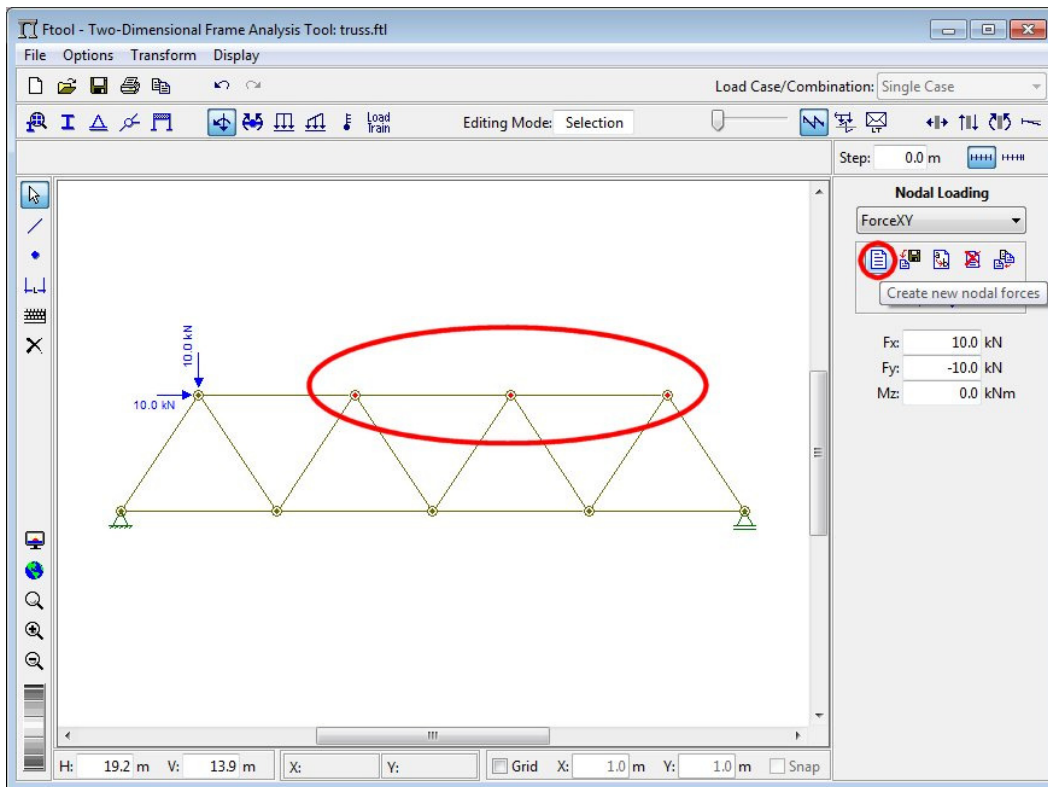 Ftool - Two-Dimensional Frame Analysis Tool: truss.ftl
File Options Transform Display
Load Case/Combination: Single Case
Load Train
Editing Mode: Selection
Step: 0.0 m
Nodal Loading
ForceXY
Create new nodal forces
Fx: 10.0 kN
Fy: -10.0 kN
Mz: 0.0 kNm
10.0 kN
10.0 kN
H: 19.2 m V: 13.9 m X: Y: Grid X: 1.0 m Y: 1.0 m Snap